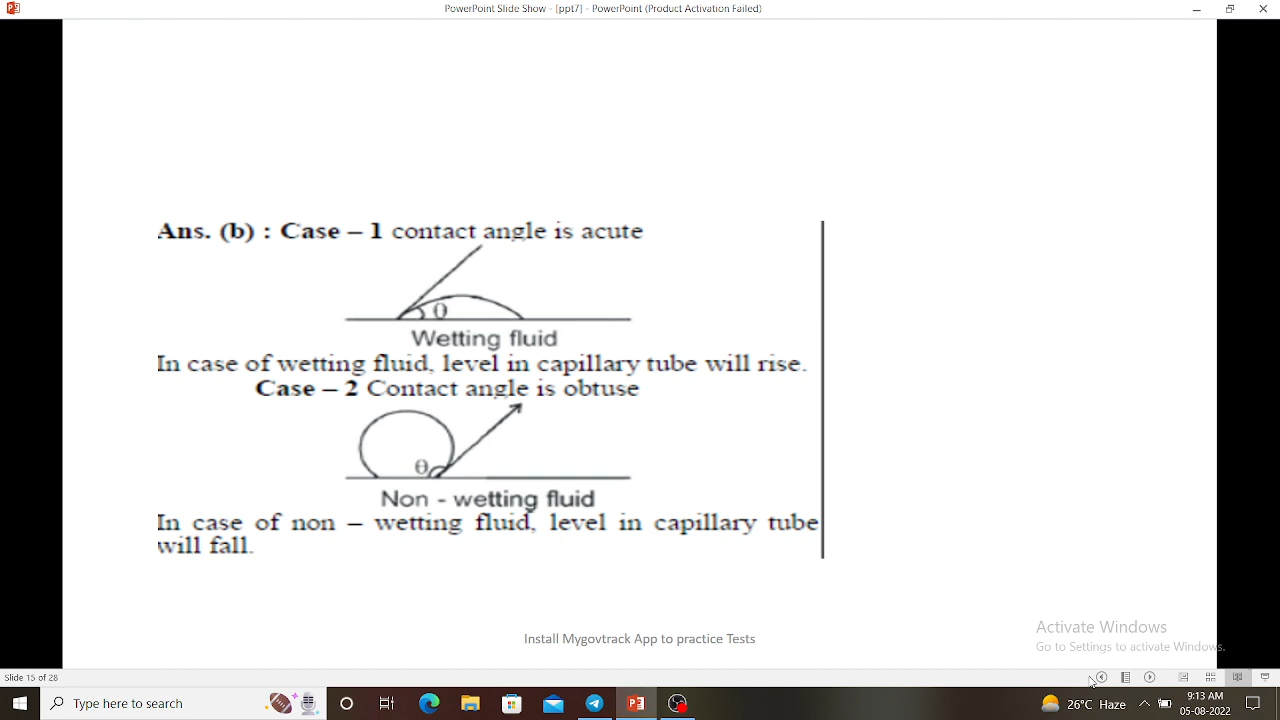 PowerPoint Slide Show - [ppt7] - PowerPoint (Product Activation Failed)
Ans. (b) : Case – 1 contact angle is acute
θ
Wetting fluid
In case of wetting fluid, level in capillary tube will rise.
Case – 2 Contact angle is obtuse
θ
Non - wetting fluid
In case of non – wetting fluid, level in capillary tube
will fall.
Install Mygovtrack App to practice Tests
Activate Windows
Go to Settings to activate Windows.
Slide 15 of 28
Type here to search
26°C Haze
9:13 AM
05-08-2022